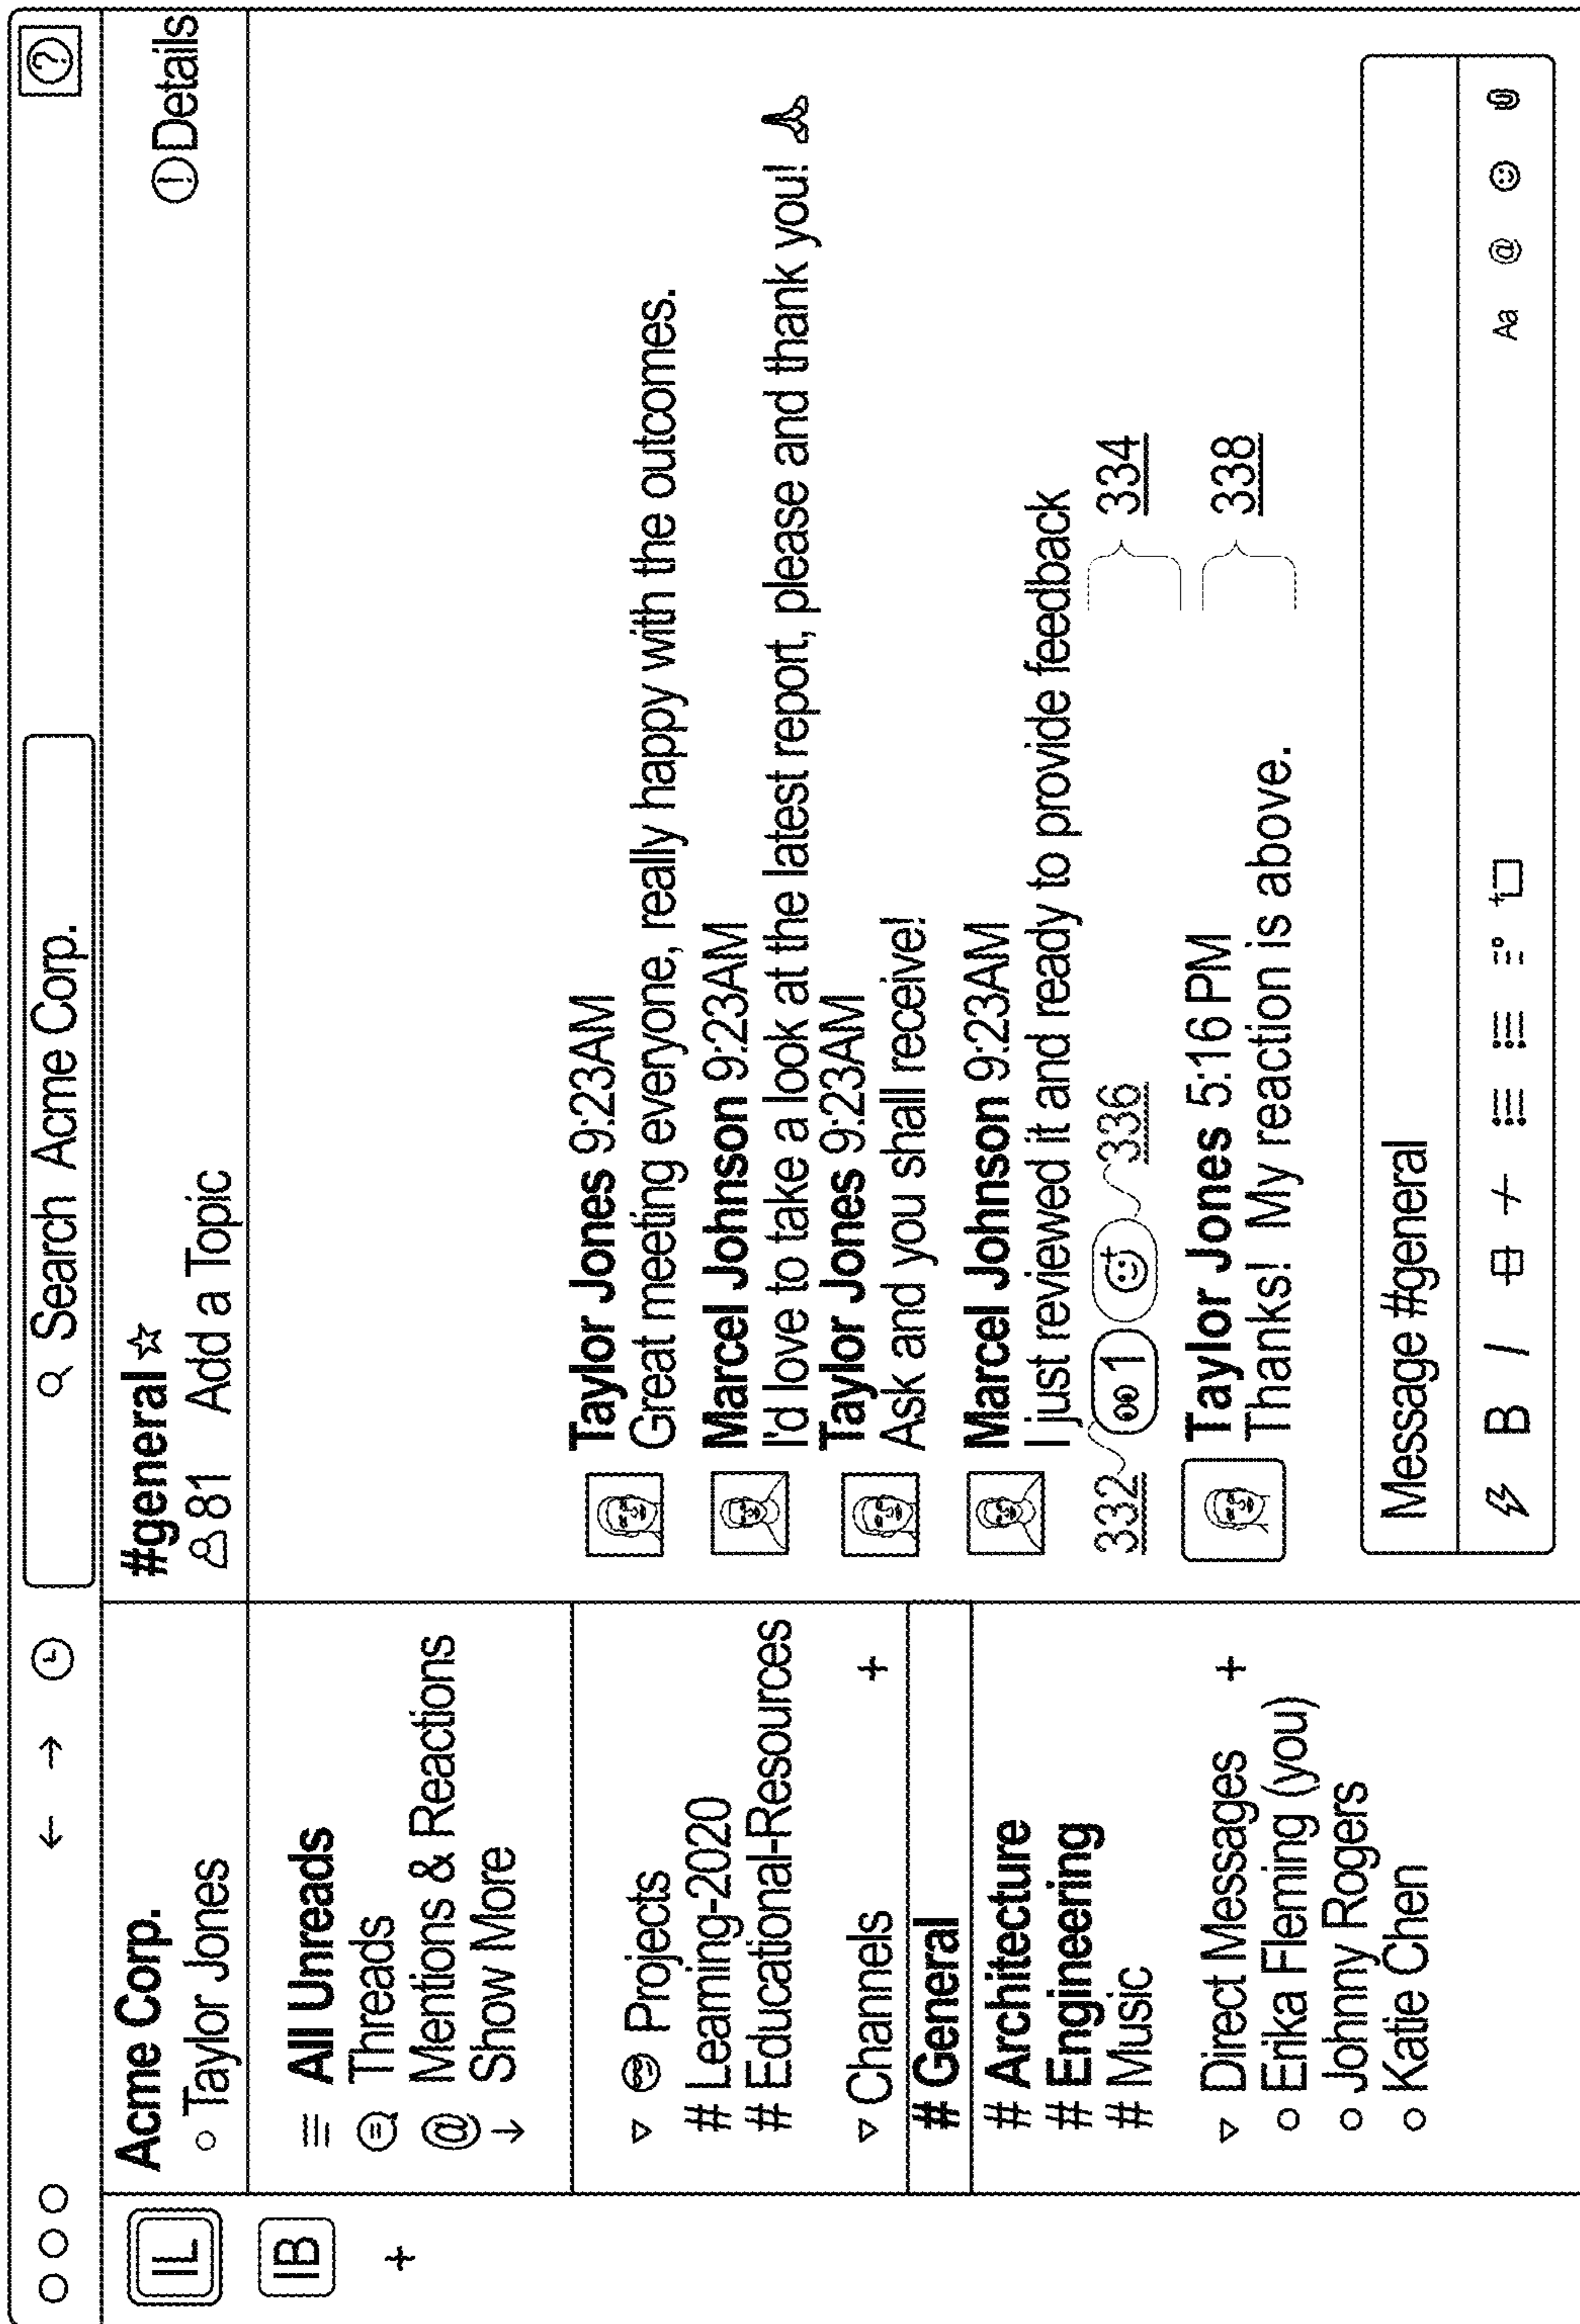 Search Acme Corp.
?
IL
IB
+
Acme Corp.
Taylor Jones
All Unreads
Threads
@ Mentions & Reactions
Show More
Projects
# Learning-2020
# Educational-Resources
Channels +
# General
# Architecture
# Engineering
# Music
Direct Messages +
Erika Fleming (you)
Johnny Rogers
Katie Chen
#general
81 Add a Topic
Details
Taylor Jones 9:23AM
Great meeting everyone, really happy with the outcomes.
Marcel Johnson 9:23AM
I'd love to take a look at the latest report, please and thank you!
Taylor Jones 9:23AM
Ask and you shall receive!
Marcel Johnson 9:23AM
I just reviewed it and ready to provide feedback
332 1 336 334
Taylor Jones 5:16 PM
Thanks! My reaction is above.
338
Message #general
B I Aa @